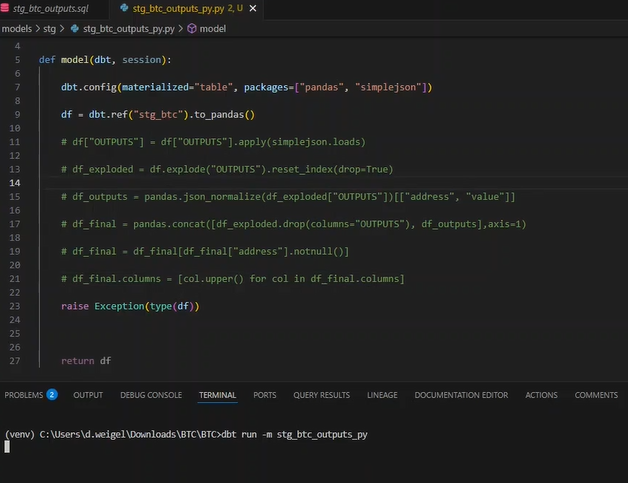 stg_btc_outputs.sql
stg_btc_outputs_py.py 2, U
models > stg > stg_btc_outputs_py.py > model
4
5 def model(dbt, session):
6
7 dbt.config(materialized="table", packages=["pandas", "simplejson"])
8
9 df = dbt.ref("stg_btc").to_pandas()
10
11 # df["OUTPUTS"] = df["OUTPUTS"].apply(simplejson.loads)
12
13 # df_exploded = df.explode("OUTPUTS").reset_index(drop=True)
14
15 # df_outputs = pandas.json_normalize(df_exploded["OUTPUTS"])[["address", "value"]]
16
17 # df_final = pandas.concat([df_exploded.drop(columns="OUTPUTS"), df_outputs],axis=1)
18
19 # df_final = df_final[df_final["address"].notnull()]
20
21 # df_final.columns = [col.upper() for col in df_final.columns]
22
23 raise Exception(type(df))
24
25
26
27 return df
PROBLEMS 2 OUTPUT DEBUG CONSOLE TERMINAL PORTS QUERY RESULTS LINEAGE DOCUMENTATION EDITOR ACTIONS COMMENTS
(venv) C:\Users\d.weigel\Downloads\BTC\BTC>dbt run -m stg_btc_outputs_py